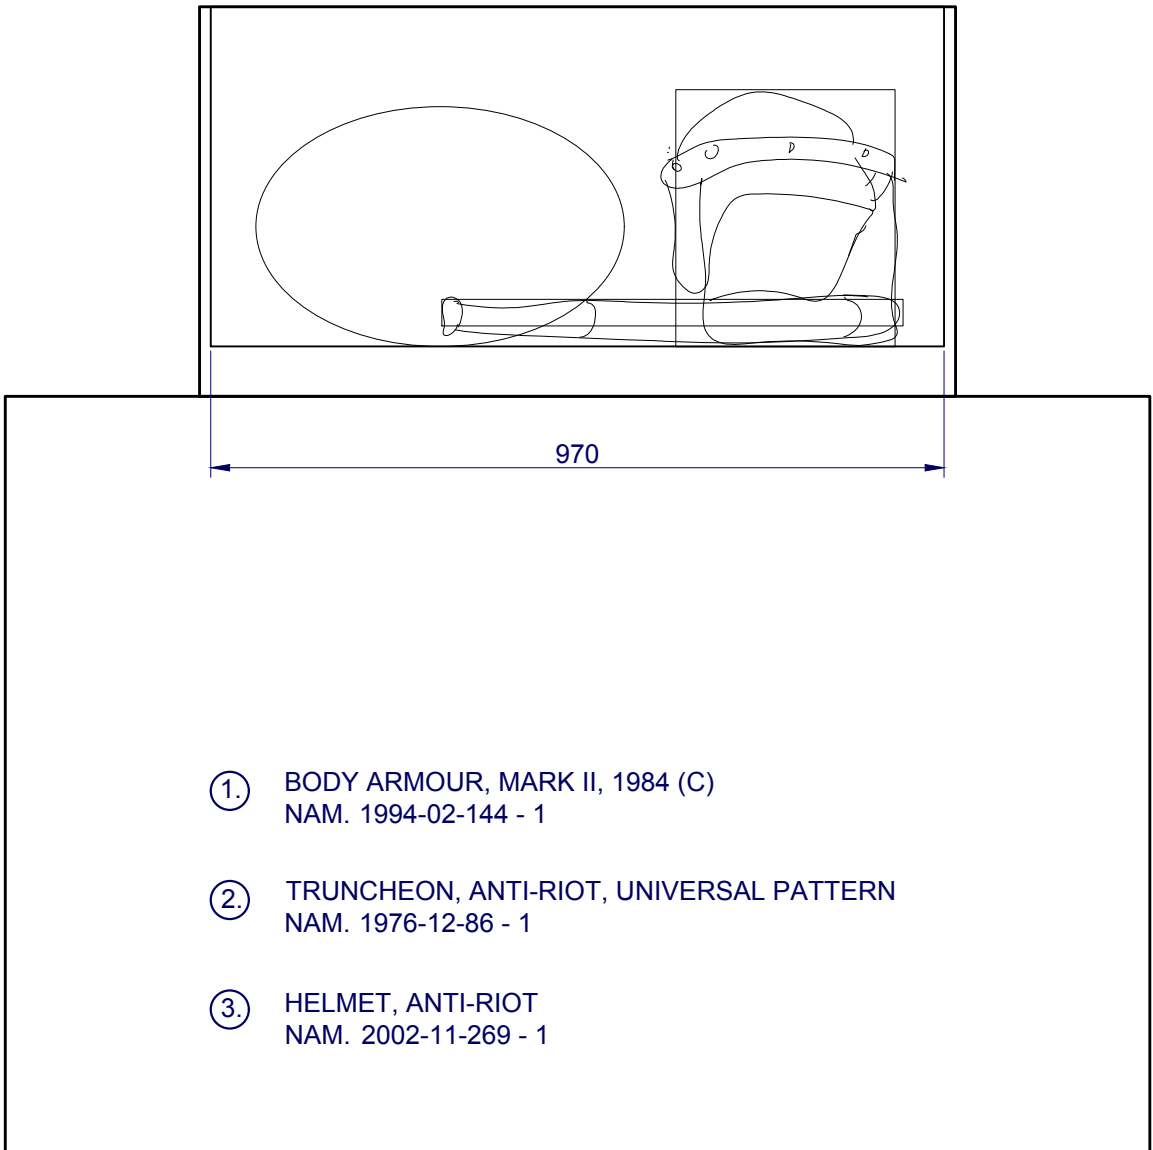 970
1. BODY ARMOUR, MARK II, 1984 (C)
NAM. 1994-02-144 - 1
2. TRUNCHEON, ANTI-RIOT, UNIVERSAL PATTERN
NAM. 1976-12-86 - 1
3. HELMET, ANTI-RIOT
NAM. 2002-11-269 - 1